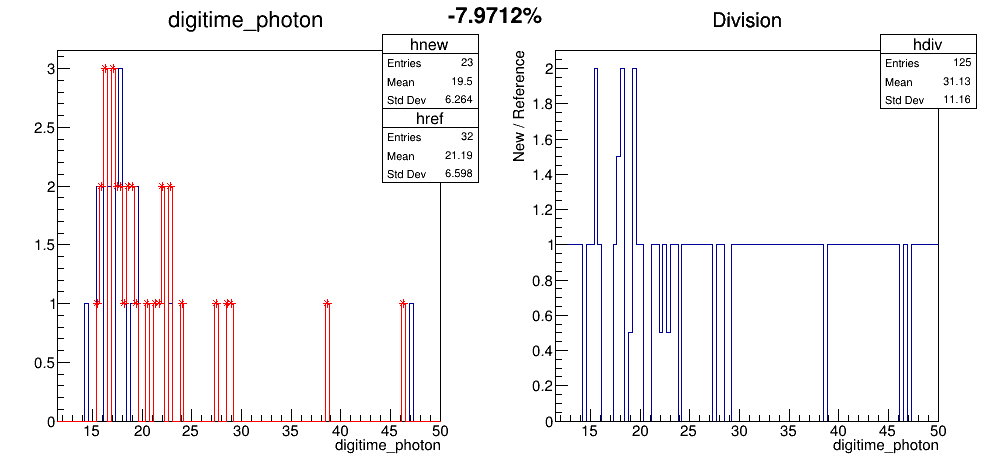 digitime_photon
-7.9712%
Division
hnew
Entries 23
Mean 19.5
Std Dev 6.264
href
Entries 32
Mean 21.19
Std Dev 6.598
3
2.5
2
1.5
1
0.5
0
15 20 25 30 35 40 45 50
digitime_photon
hdiv
Entries 125
Mean 31.13
Std Dev 11.16
New / Reference
2
1.8
1.6
1.4
1.2
1
0.8
0.6
0.4
0.2
0
15 20 25 30 35 40 45 50
digitime_photon